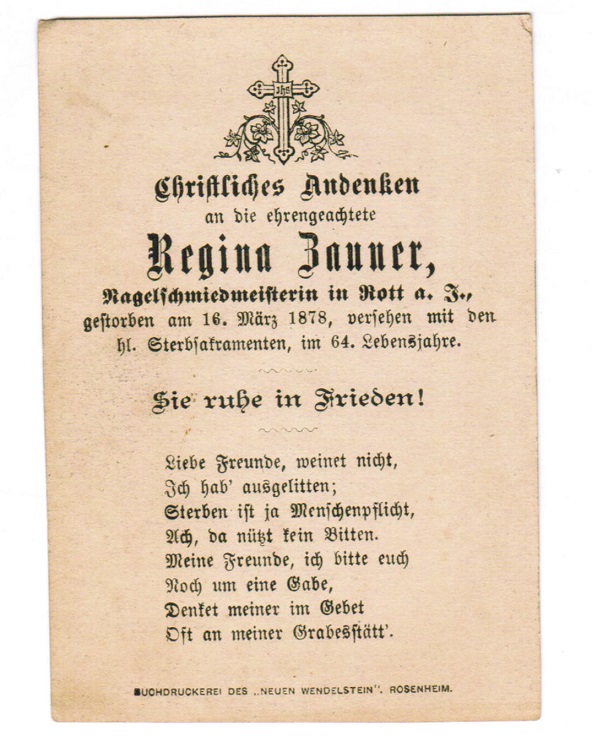 Jhs
Christliches Andenken
an die ehrengeachtete
Regina Zauner,
Nagelschmiedmeisterin in Rott a. J.,
gestorben am 16. März 1878, versehen mit den
hl. Sterbsakramenten, im 64. Lebensjahre.
Sie ruhe in Frieden!
Liebe Freunde, weinet nicht,
Ich hab' ausgelitten;
Sterben ist ja Menschenpflicht,
Ach, da nützt kein Bitten.
Meine Freunde, ich bitte euch
Noch um eine Gabe,
Denket meiner im Gebet
Oft an meiner Grabesstätt'.
BUCHDRUCKEREI DES „NEUEN WENDELSTEIN". ROSENHEIM.